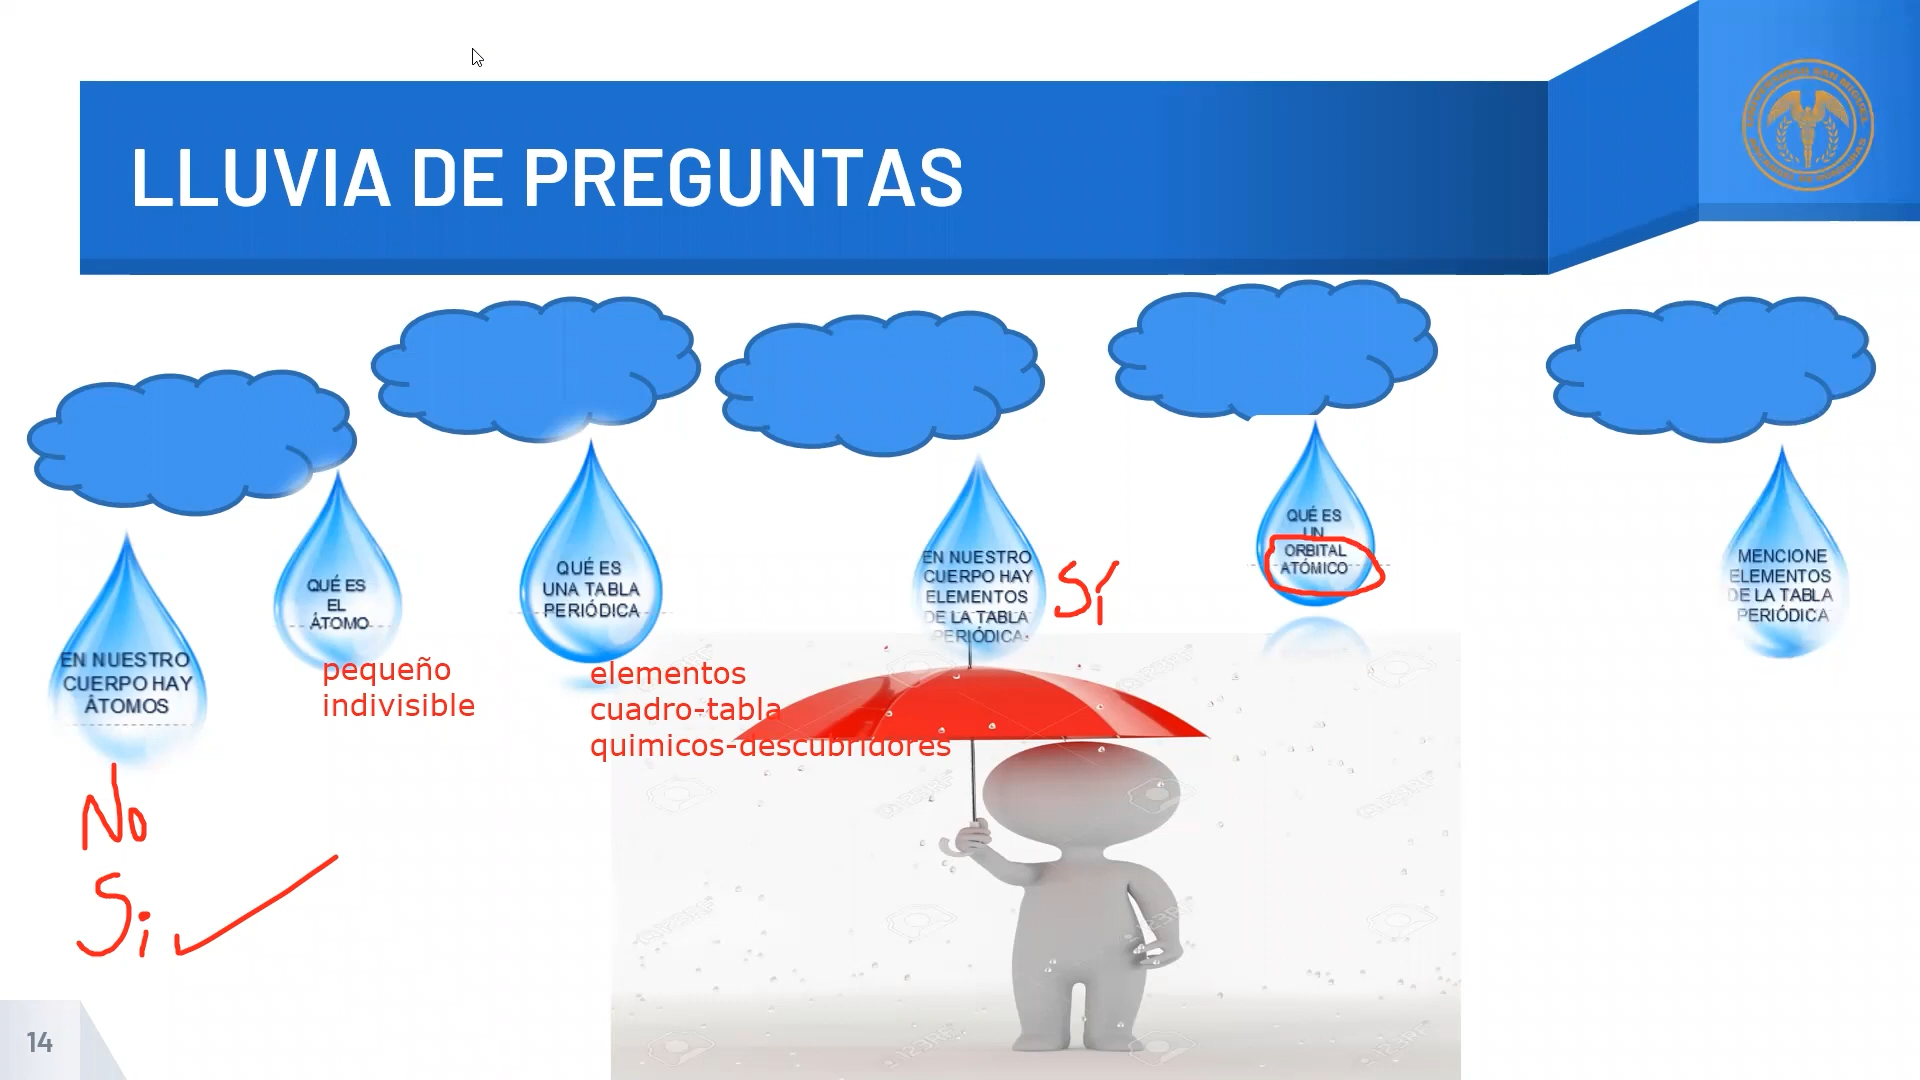 LLUVIA DE PREGUNTAS
EN NUESTRO
CUERPO HAY
ÁTOMOS
No
Si
QUÉ ES
EL
ÁTOMO
pequeño
indivisible
QUÉ ES
UNA TABLA
PERIÓDICA
elementos
cuadro-tabla
quimicos-descubridores
EN NUESTRO
CUERPO HAY
ELEMENTOS
DE LA TABLA
PERIÓDICA
SÍ
QUÉ ES
UN
ORBITAL
ATÓMICO
MENCIONE
ELEMENTOS
DE LA TABLA
PERIÓDICA
14